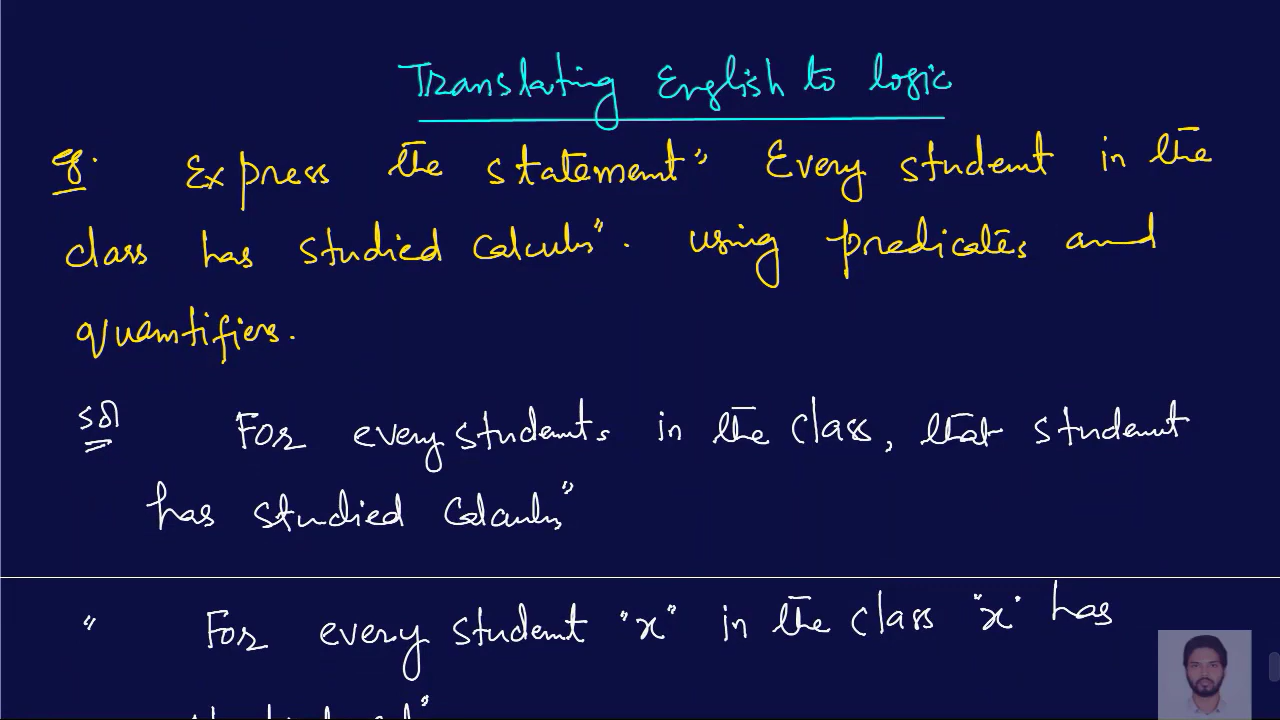 Translating English to logic
eg. Express the statement " Every student in the
class has studied calculus". using predicates and
quantifiers.
sol For every students in the class, that student
has studied calculus"
" For every student "x" in the class "x" has